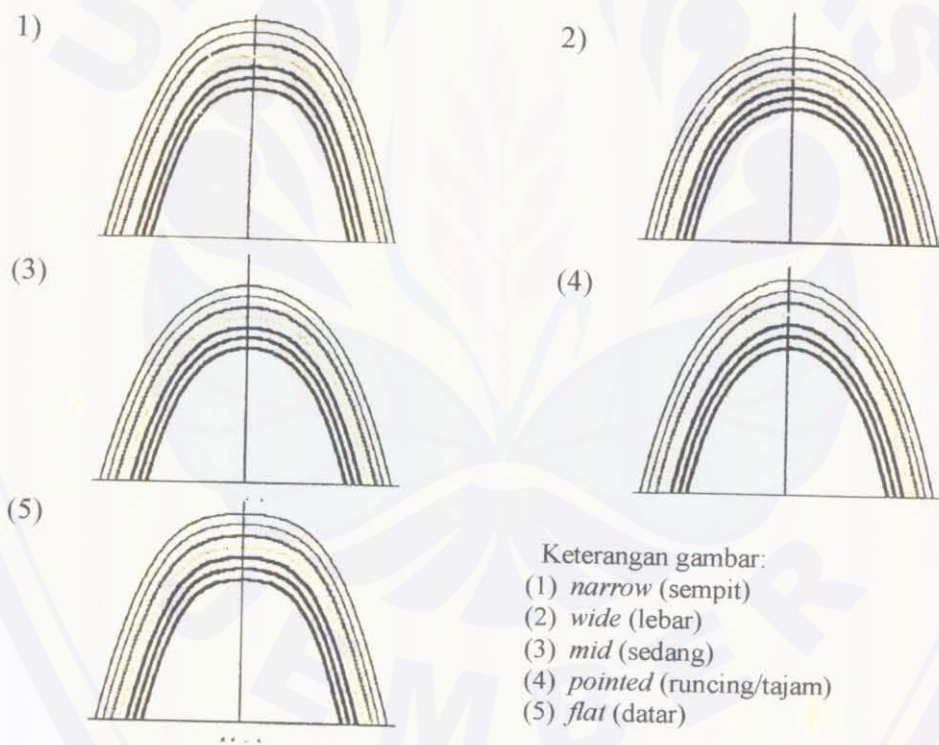 1)
2)
(3)
(4)
(5)
Keterangan gambar:
(1) narrow (sempit)
(2) wide (lebar)
(3) mid (sedang)
(4) pointed (runcing/tajam)
(5) flat (datar)